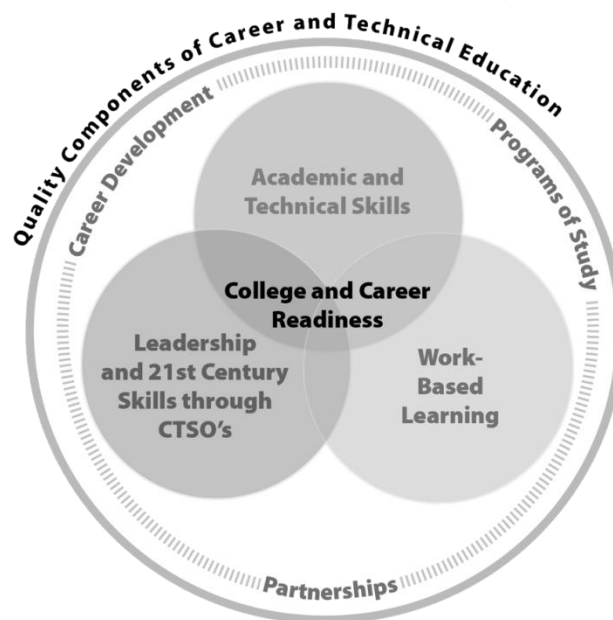 Quality Components of Career and Technical Education
Career Development
Programs of Study
Academic and
Technical Skills
College and Career
Readiness
Leadership
and 21st Century
Skills through
CTSO's
Work-
Based
Learning
Partnerships